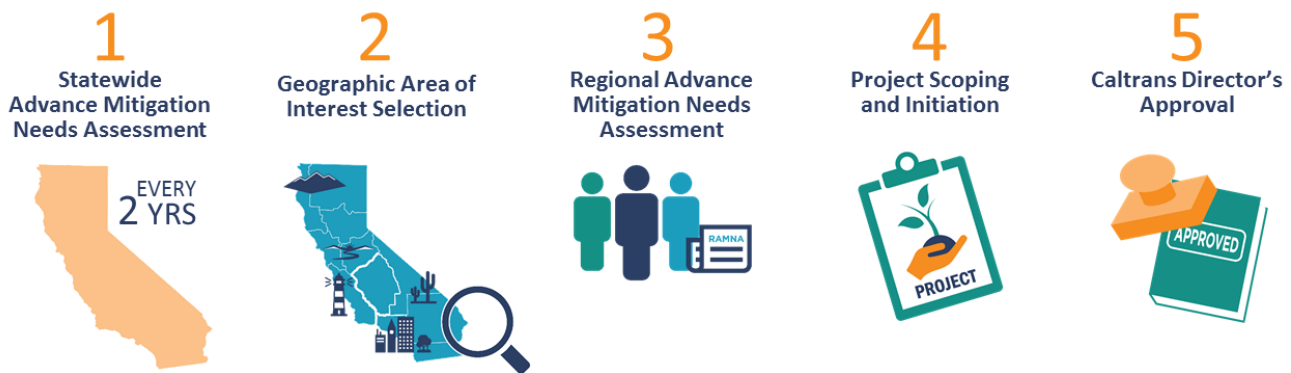 1
Statewide
Advance Mitigation
Needs Assessment
EVERY
2 YRS
2
Geographic Area of
Interest Selection
3
Regional Advance
Mitigation Needs
Assessment
RAMNA
4
Project Scoping
and Initiation
PROJECT
5
Caltrans Director’s
Approval
APPROVED